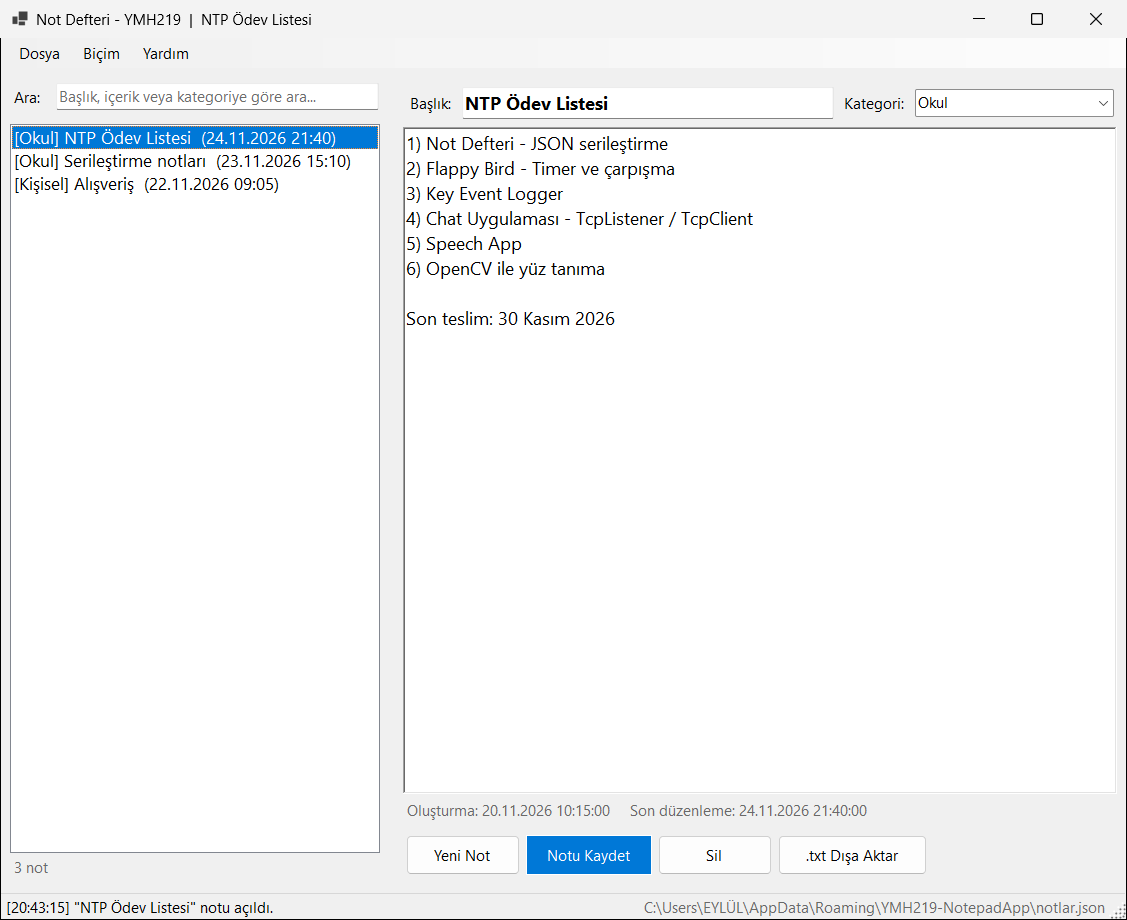 Not Defteri - YMH219 | NTP Ödev Listesi
Dosya Biçim Yardım
Ara: Başlık, içerik veya kategoriye göre ara...
[Okul] NTP Ödev Listesi (24.11.2026 21:40)
[Okul] Serileştirme notları (23.11.2026 15:10)
[Kişisel] Alışveriş (22.11.2026 09:05)
3 not
Başlık: NTP Ödev Listesi Kategori: Okul
1) Not Defteri - JSON serileştirme
2) Flappy Bird - Timer ve çarpışma
3) Key Event Logger
4) Chat Uygulaması - TcpListener / TcpClient
5) Speech App
6) OpenCV ile yüz tanıma
Son teslim: 30 Kasım 2026
Oluşturma: 20.11.2026 10:15:00 Son düzenleme: 24.11.2026 21:40:00
Yeni Not Notu Kaydet Sil .txt Dışa Aktar
[20:43:15] "NTP Ödev Listesi" notu açıldı. C:\Users\EYLÜL\AppData\Roaming\YMH219-NotepadApp\notlar.json